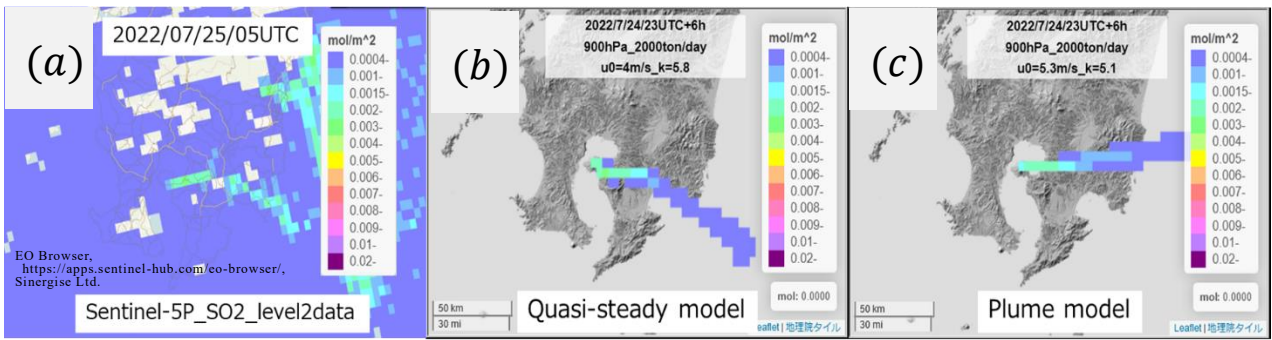 (a)
2022/07/25/05UTC
mol/m^2
0.0004-
0.001-
0.0015-
0.002-
0.003-
0.004-
0.005-
0.006-
0.007-
0.008-
0.009-
0.01-
0.02-
EO Browser,
https://apps.sentinel-hub.com/eo-browser/,
Sinergise Ltd.
Sentinel-5P_SO2_level2data
(b)
2022/7/24/23UTC+6h
900hPa_2000ton/day
u0=4m/s_k=5.8
mol/m^2
0.0004-
0.001-
0.0015-
0.002-
0.003-
0.004-
0.005-
0.006-
0.007-
0.008-
0.009-
0.01-
0.02-
mol: 0.0000
50 km
30 mi
Quasi-steady model
eaflet | 地理院タイル
(c)
2022/7/24/23UTC+6h
900hPa_2000ton/day
u0=5.3m/s_k=5.1
mol/m^2
0.0004-
0.001-
0.0015-
0.002-
0.003-
0.004-
0.005-
0.006-
0.007-
0.008-
0.009-
0.01-
0.02-
mol: 0.0000
50 km
30 mi
Plume model
Leaflet | 地理院タイル